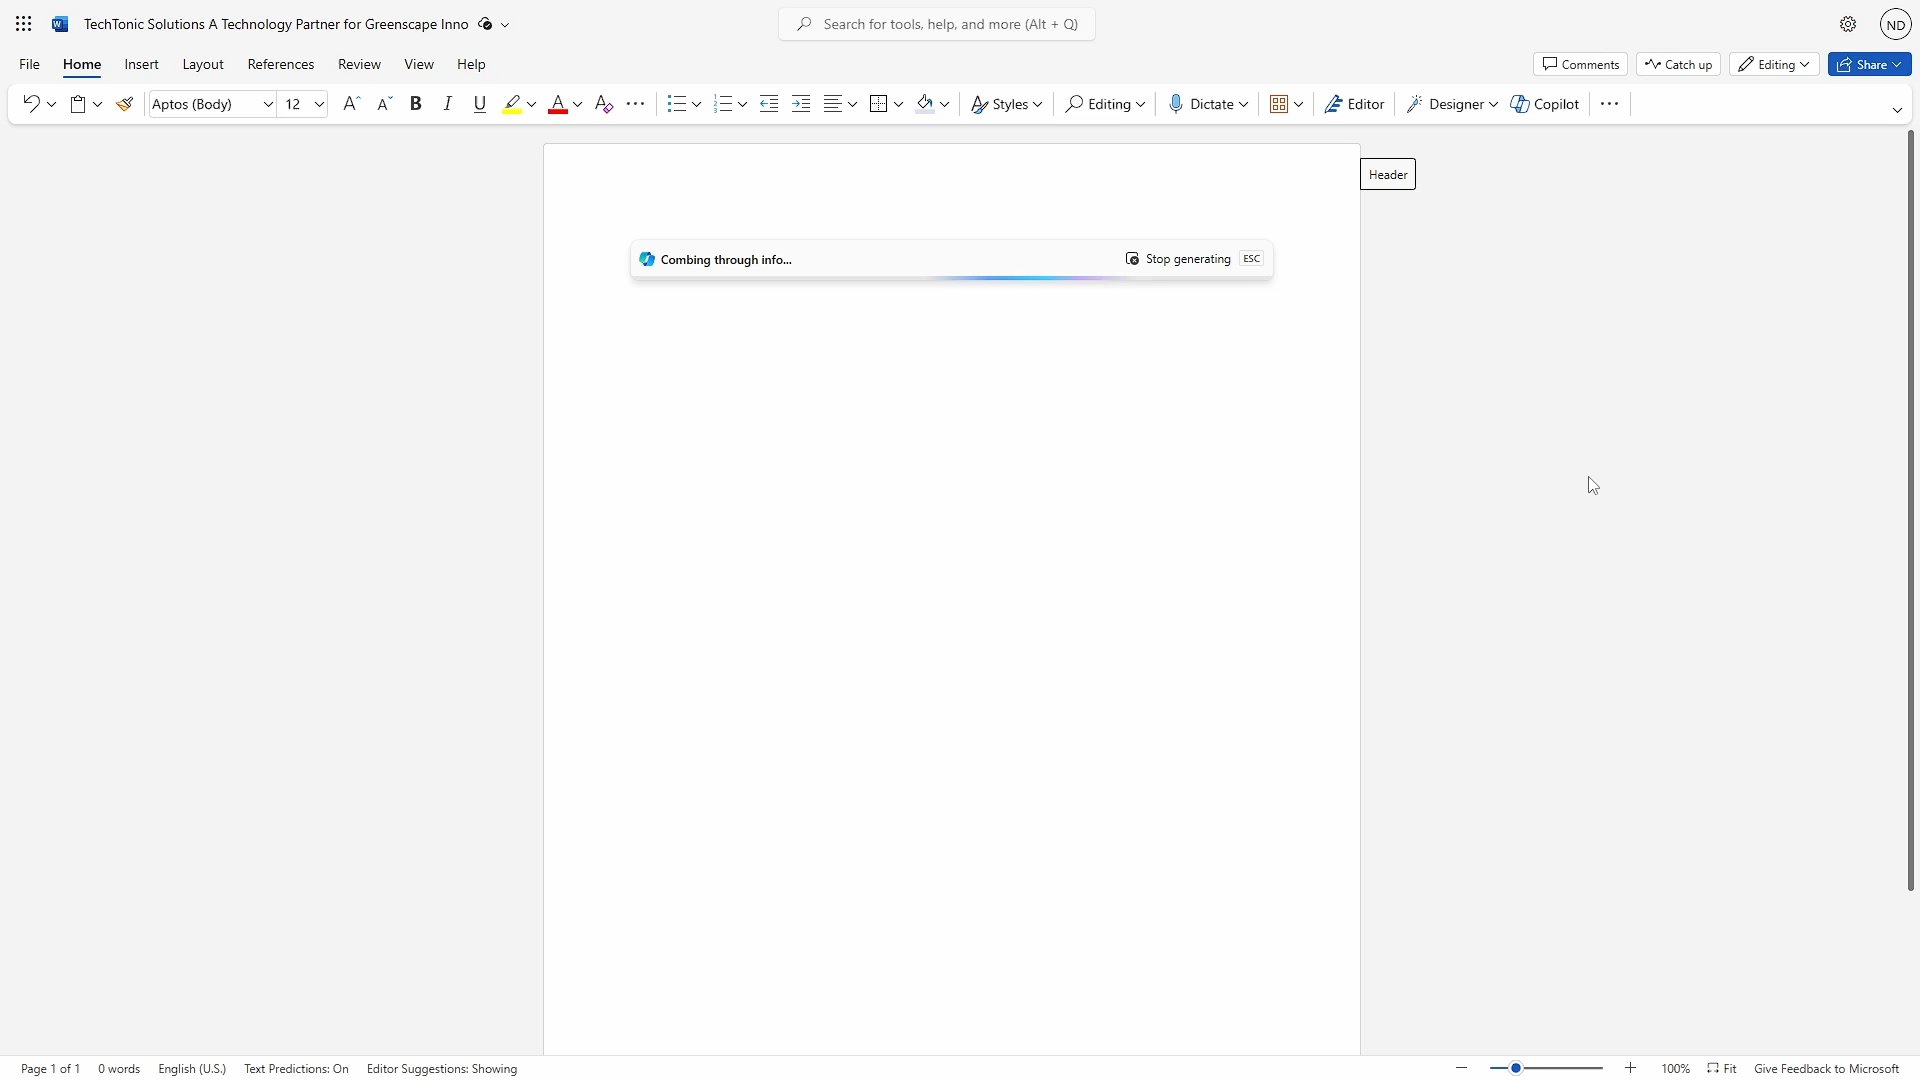 TechTonic Solutions A Technology Partner for Greenscape Inno
Search for tools, help, and more (Alt + Q)
ND
File Home Insert Layout References Review View Help
Comments Catch up Editing Share
Aptos (Body) 12 A A B I U A A Styles Editing Dictate Editor Designer Copilot
Header
Combing through info... Stop generating ESC
Page 1 of 1 0 words English (U.S.) Text Predictions: On Editor Suggestions: Showing 100% Fit Give Feedback to Microsoft